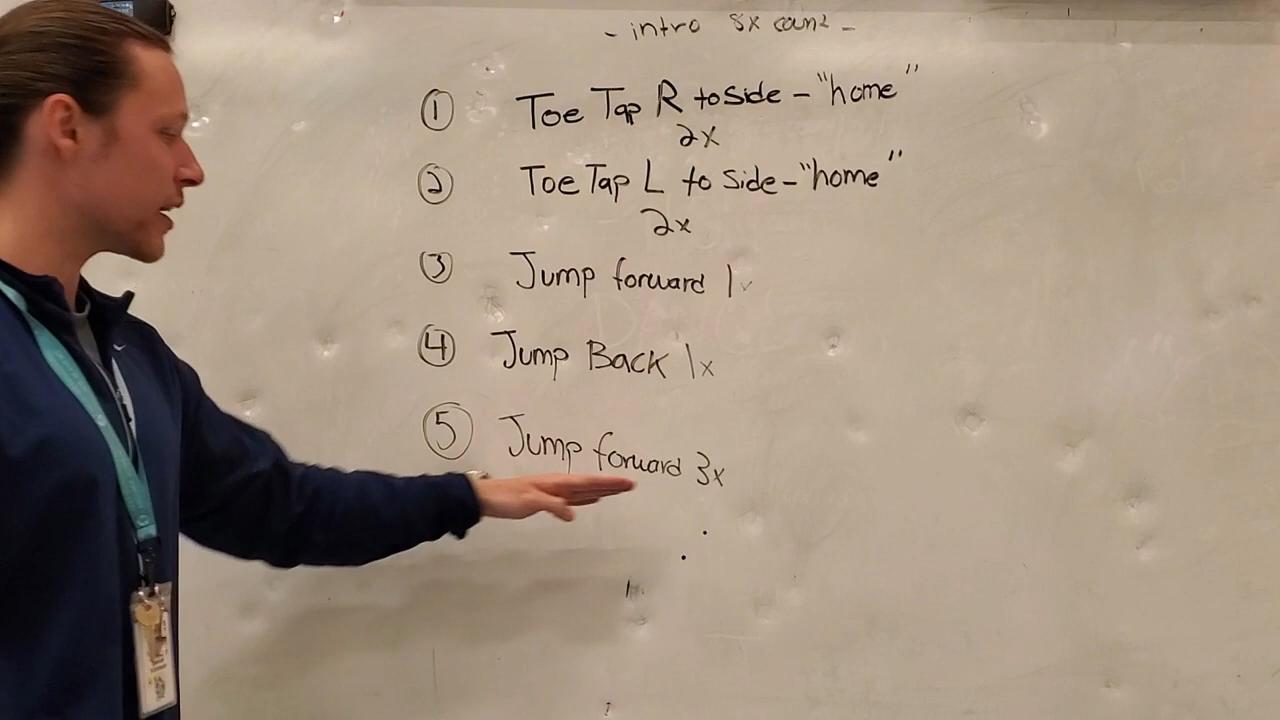 - intro 8x count -
① Toe Tap R to side - "home"
2x
② Toe Tap L to side - "home"
2x
③ Jump forward 1x
④ Jump Back 1x
⑤ Jump forward 3x